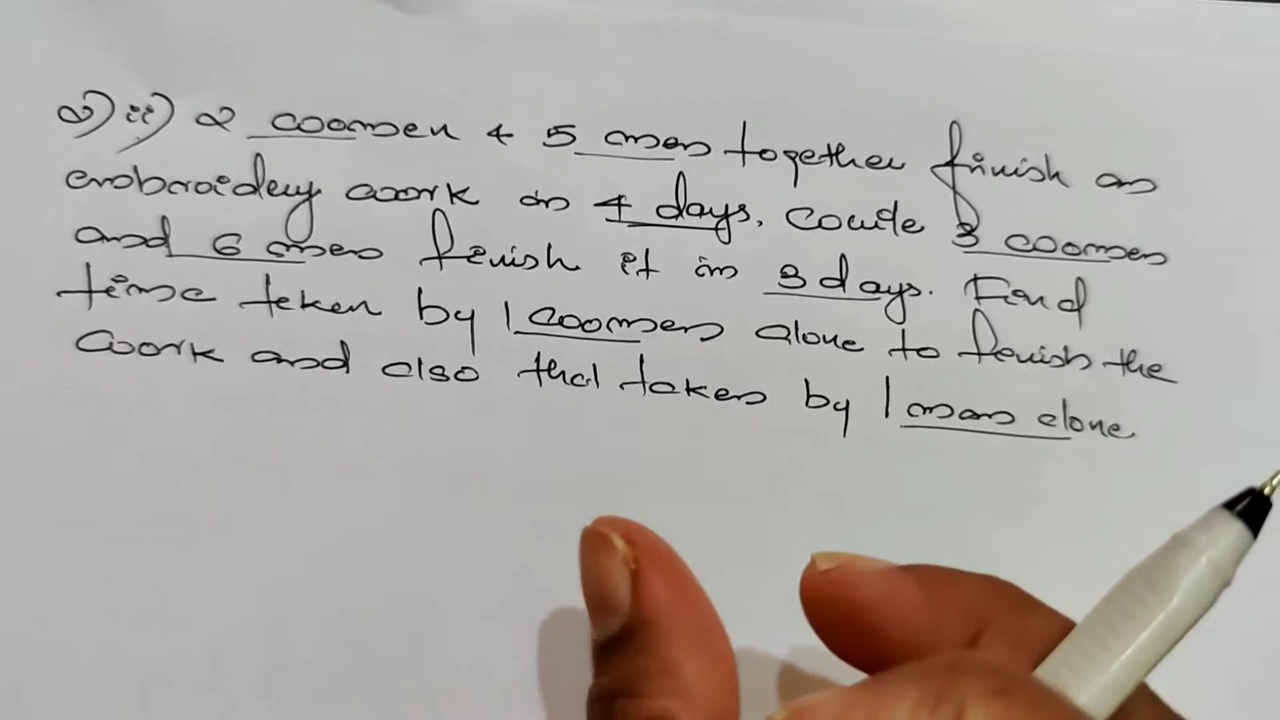 2) ii) 2 women & 5 men together finish an
embroidery work in 4 days, while 3 women
and 6 men finish it in 3 days. Find
time taken by 1 women alone to finish the
work and also that taken by 1 man alone